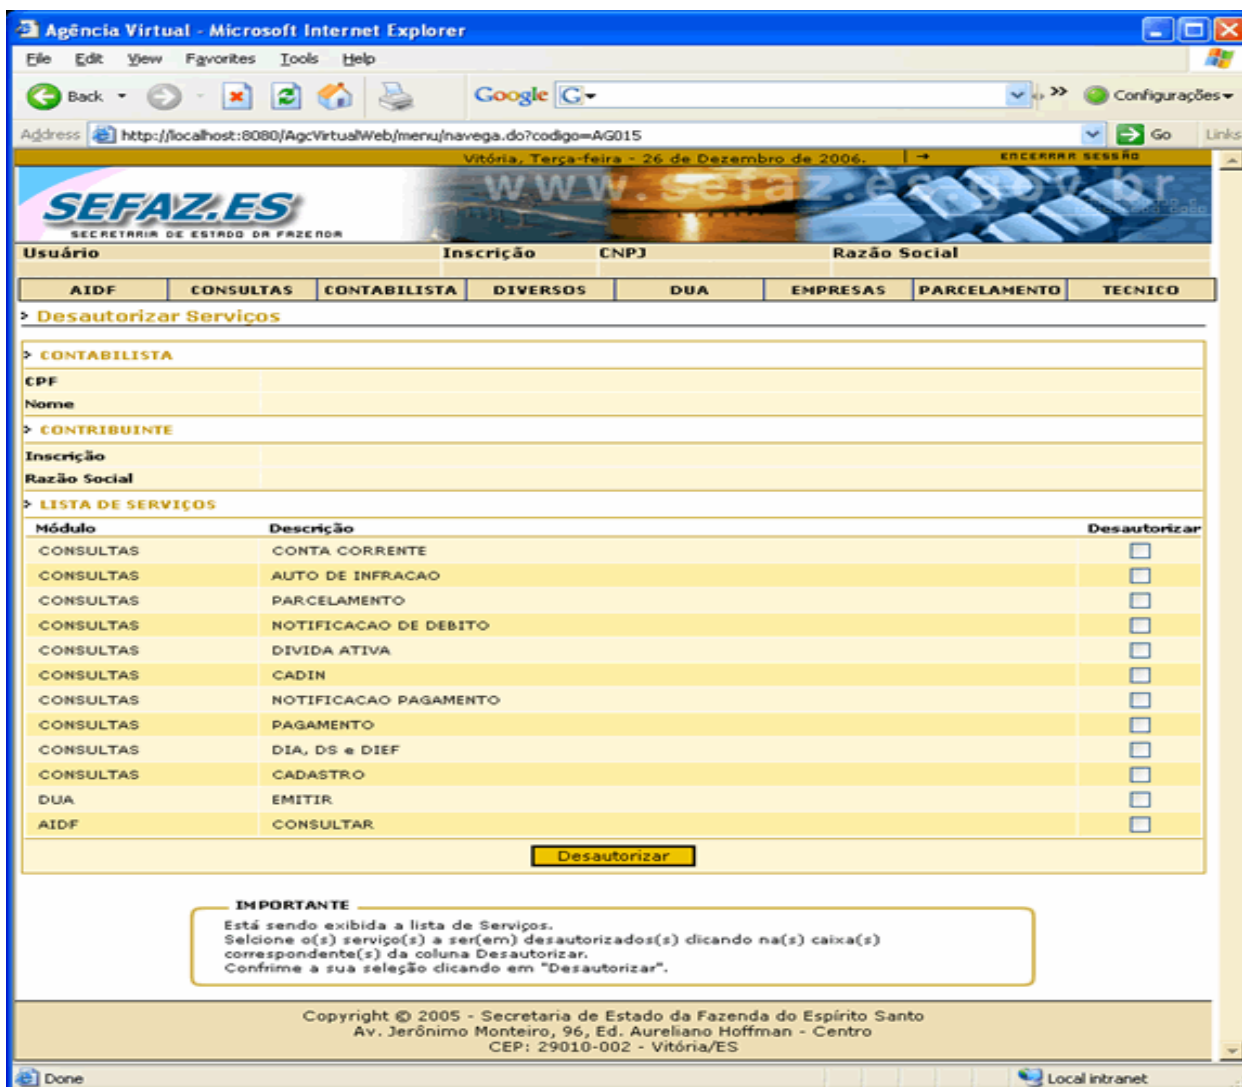 Agência Virtual - Microsoft Internet Explorer
File Edit View Favorites Tools Help
Back Google G Configurações
Address http://localhost:8080/AgcVirtualWeb/menu/navega.do?codigo=AG015 Go Links
Vitória, Terça-feira - 26 de Dezembro de 2006. ENCERRAR SESSÃO
www.sefaz.es.gov.br
SEFAZ.ES
SECRETARIA DE ESTADO DA FAZENDA
Usuário Inscrição CNPJ Razão Social
AIDF CONSULTAS CONTABILISTA DIVERSOS DUA EMPRESAS PARCELAMENTO TECNICO
Desautorizar Serviços
CONTABILISTA
CPF
Nome
CONTRIBUINTE
Inscrição
Razão Social
LISTA DE SERVIÇOS
Módulo Descrição Desautorizar
CONSULTAS CONTA CORRENTE
CONSULTAS AUTO DE INFRACAO
CONSULTAS PARCELAMENTO
CONSULTAS NOTIFICACAO DE DEBITO
CONSULTAS DIVIDA ATIVA
CONSULTAS CADIN
CONSULTAS NOTIFICACAO PAGAMENTO
CONSULTAS PAGAMENTO
CONSULTAS DIA, DS e DIEF
CONSULTAS CADASTRO
DUA EMITIR
AIDF CONSULTAR
Desautorizar
IMPORTANTE
Está sendo exibida a lista de Serviços.
Selcione o(s) serviço(s) a ser(em) desautorizados(s) clicando na(s) caixa(s)
correspondente(s) da coluna Desautorizar.
Confrime a sua seleção clicando em "Desautorizar".
Copyright © 2005 - Secretaria de Estado da Fazenda do Espírito Santo
Av. Jerônimo Monteiro, 96, Ed. Aureliano Hoffman - Centro
CEP: 29010-002 - Vitória/ES
Done Local intranet